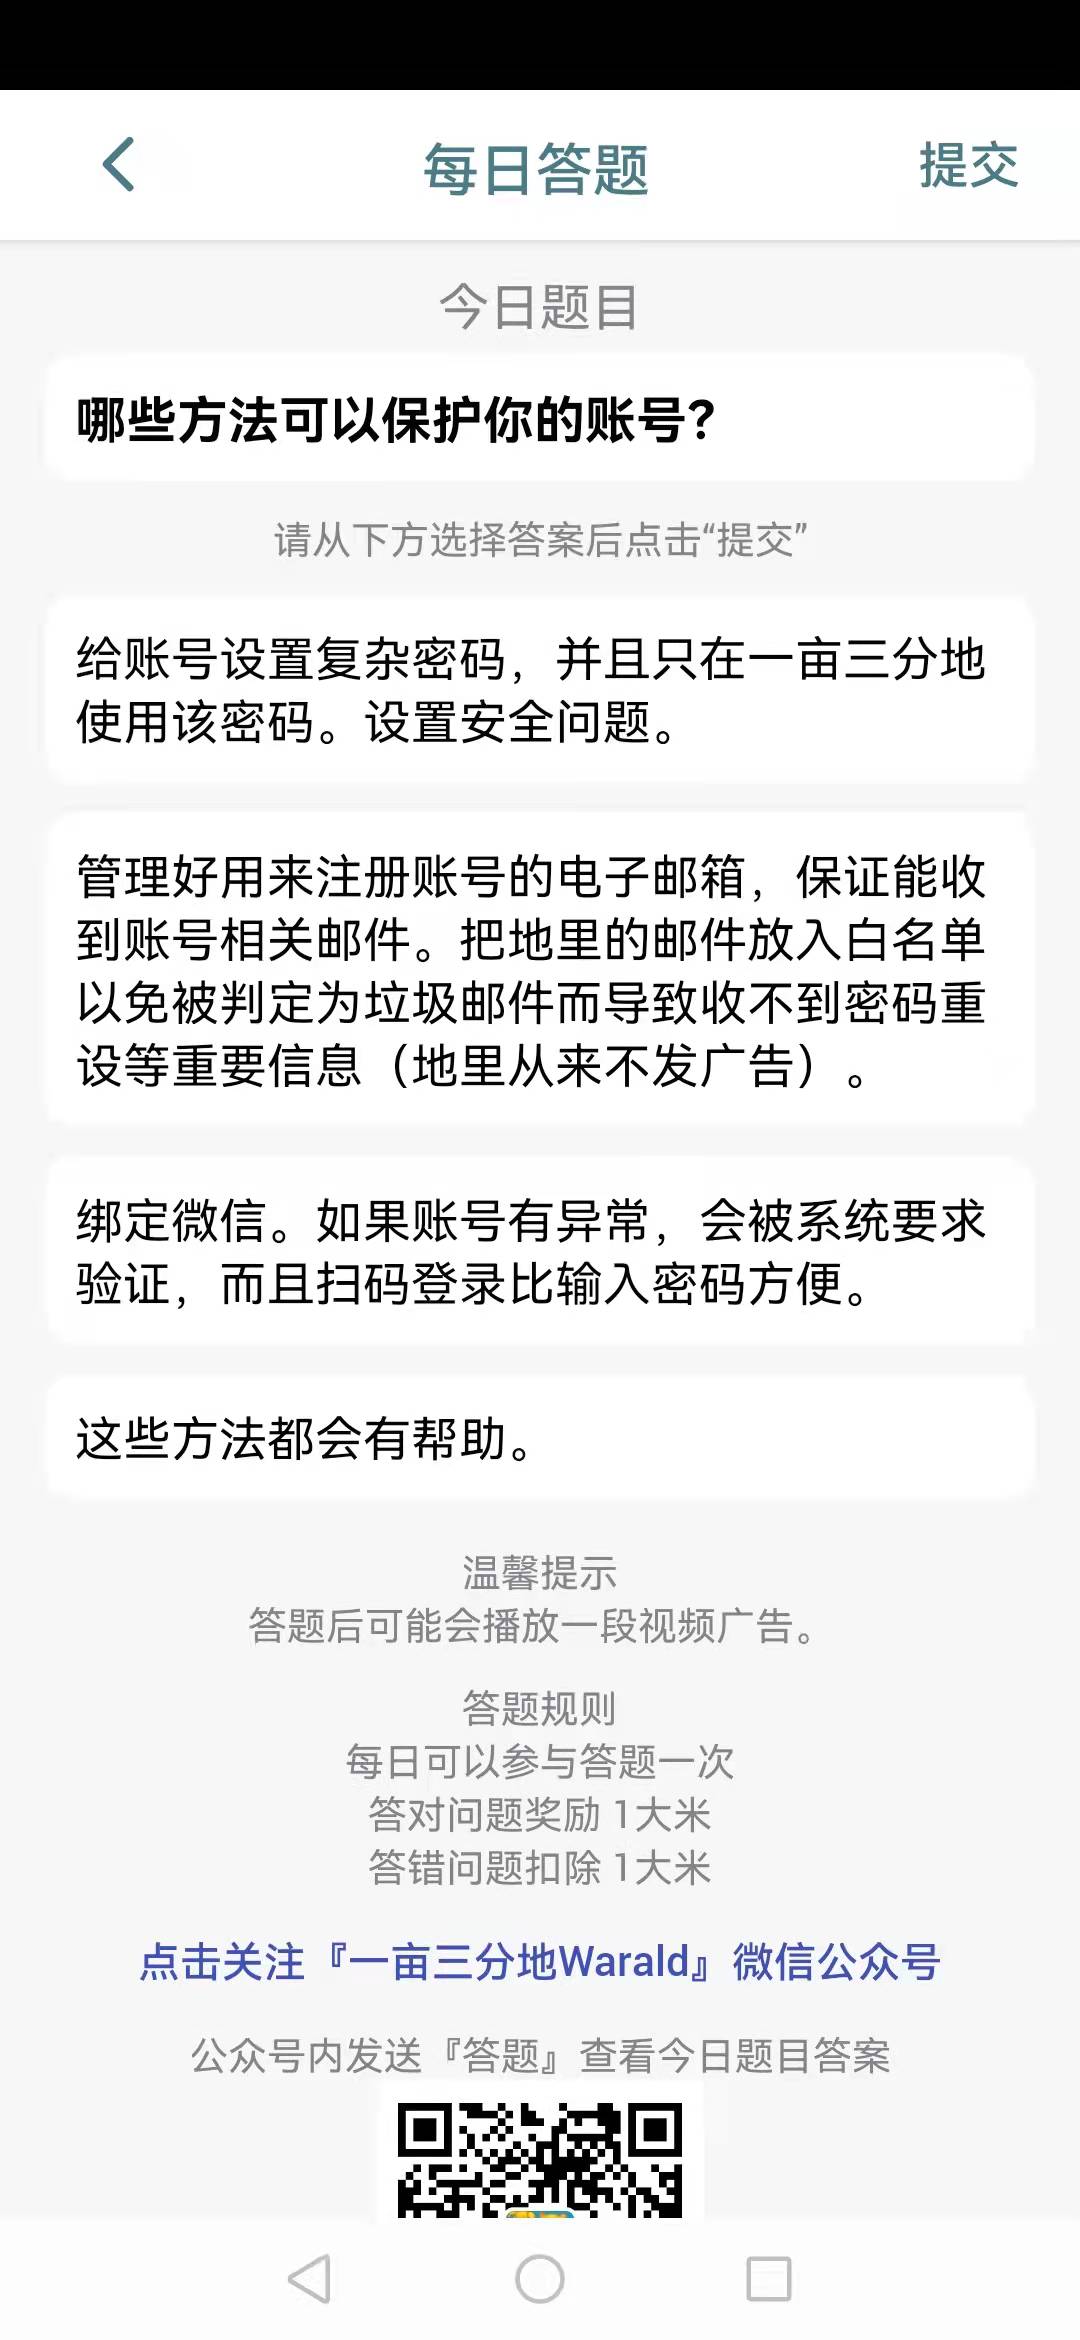 每日答题
提交
今日题目
哪些方法可以保护你的账号?
请从下方选择答案后点击“提交”
给账号设置复杂密码，并且只在一亩三分地
使用该密码。设置安全问题。
管理好用来注册账号的电子邮箱，保证能收
到账号相关邮件。把地里的邮件放入白名单
以免被判定为垃圾邮件而导致收不到密码重
设等重要信息（地里从来不发广告）。
绑定微信。如果账号有异常，会被系统要求
验证，而且扫码登录比输入密码方便。
这些方法都会有帮助。
温馨提示
答题后可能会播放一段视频广告。
答题规则
每日可以参与答题一次
答对问题奖励 1大米
答错问题扣除 1大米
点击关注『一亩三分地Warald』微信公众号
公众号内发送『答题』查看今日题目答案